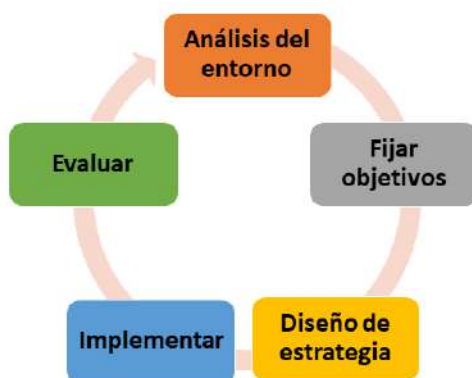 Análisis del
entorno
Fijar
objetivos
Diseño de
estrategia
Implementar
Evaluar